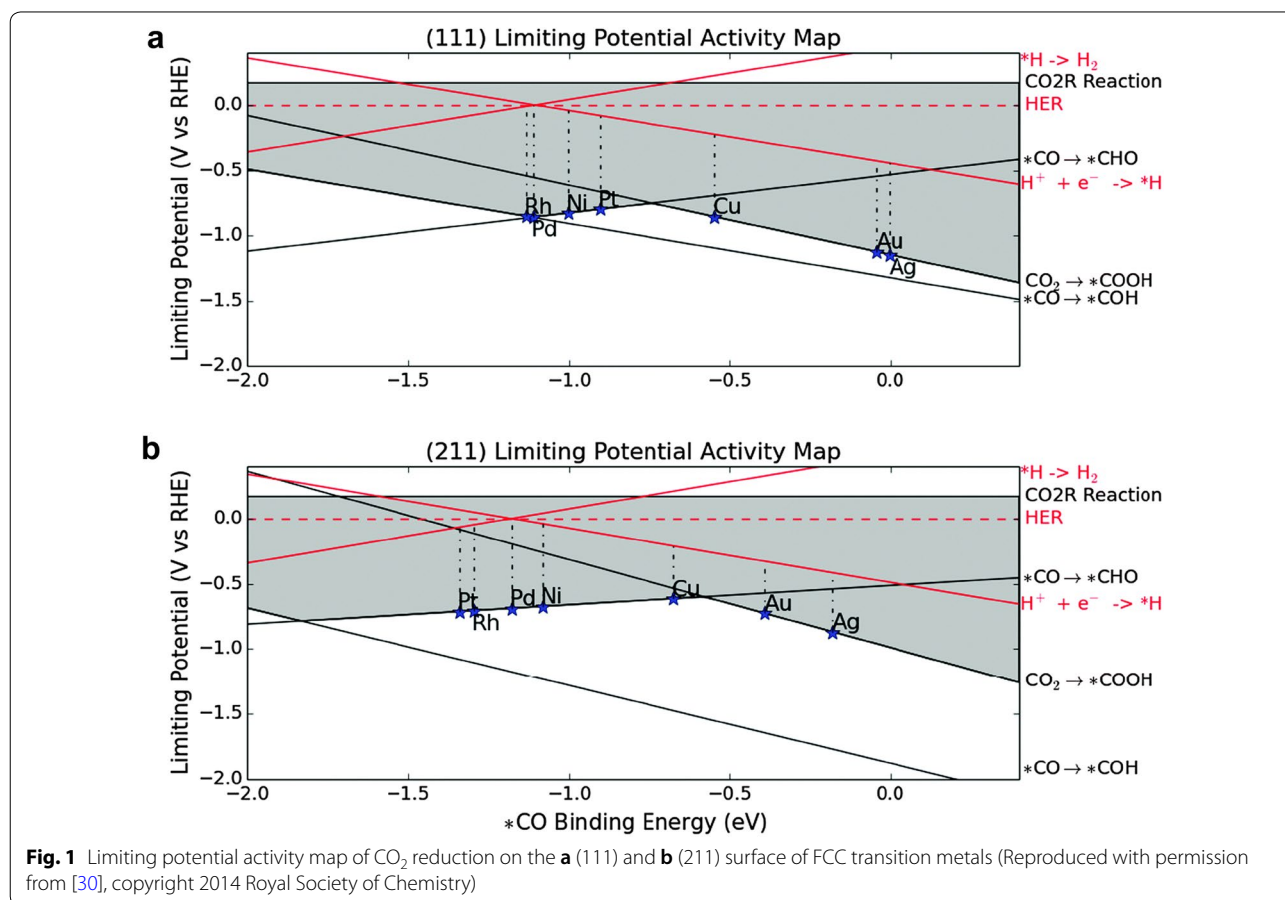 a
(111) Limiting Potential Activity Map
Limiting Potential (V vs RHE)
0.0
−0.5
−1.0
−1.5
−2.0
−2.0
−1.5
−1.0
−0.5
0.0
Rh
Pd
Ni
Pt
Cu
Au
Ag
*H -> H₂
CO2R Reaction
HER
*CO → *CHO
H⁺ + e⁻ -> *H
CO₂ → *COOH
*CO → *COH
b
(211) Limiting Potential Activity Map
Limiting Potential (V vs RHE)
0.0
−0.5
−1.0
−1.5
−2.0
−2.0
−1.5
−1.0
−0.5
0.0
Pt
Rh
Pd
Ni
Cu
Au
Ag
*H -> H₂
CO2R Reaction
HER
*CO → *CHO
H⁺ + e⁻ -> *H
CO₂ → *COOH
*CO → *COH
*CO Binding Energy (eV)
Fig. 1 Limiting potential activity map of CO₂ reduction on the a (111) and b (211) surface of FCC transition metals (Reproduced with permission
from [30], copyright 2014 Royal Society of Chemistry)